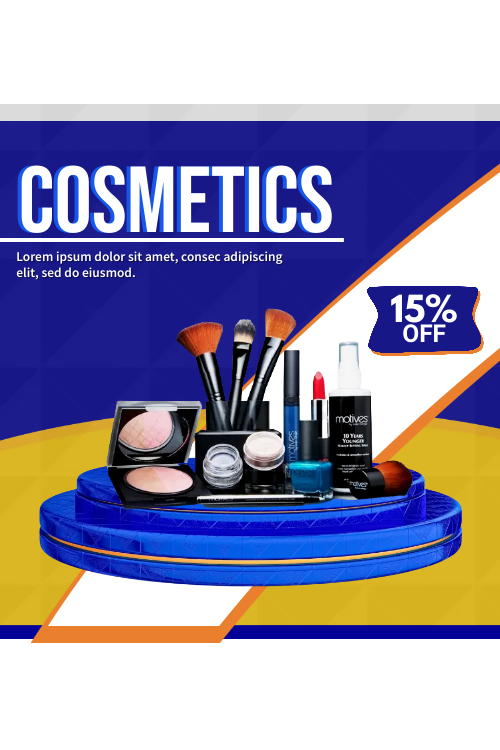 COSMETICS
Lorem ipsum dolor sit amet, consec adipiscing
elit, sed do eiusmod.
15%
OFF
motives
10 YEARS
YOUNGER
motives
motives